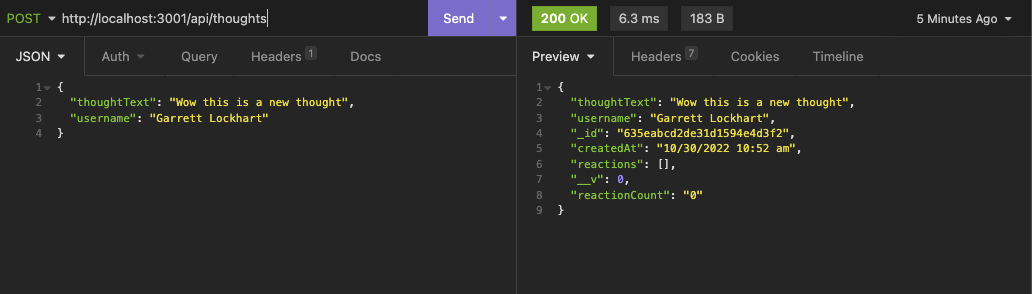 POST http://localhost:3001/api/thoughts Send 200 OK 6.3 ms 183 B 5 Minutes Ago
JSON Auth Query Headers 1 Docs
1 {
2 "thoughtText": "Wow this is a new thought",
3 "username": "Garrett Lockhart"
4 }
Preview Headers 7 Cookies Timeline
1 {
2 "thoughtText": "Wow this is a new thought",
3 "username": "Garrett Lockhart",
4 "_id": "635eabcd2de31d1594e4d3f2",
5 "createdAt": "10/30/2022 10:52 am",
6 "reactions": [],
7 "__v": 0,
8 "reactionCount": "0"
9 }